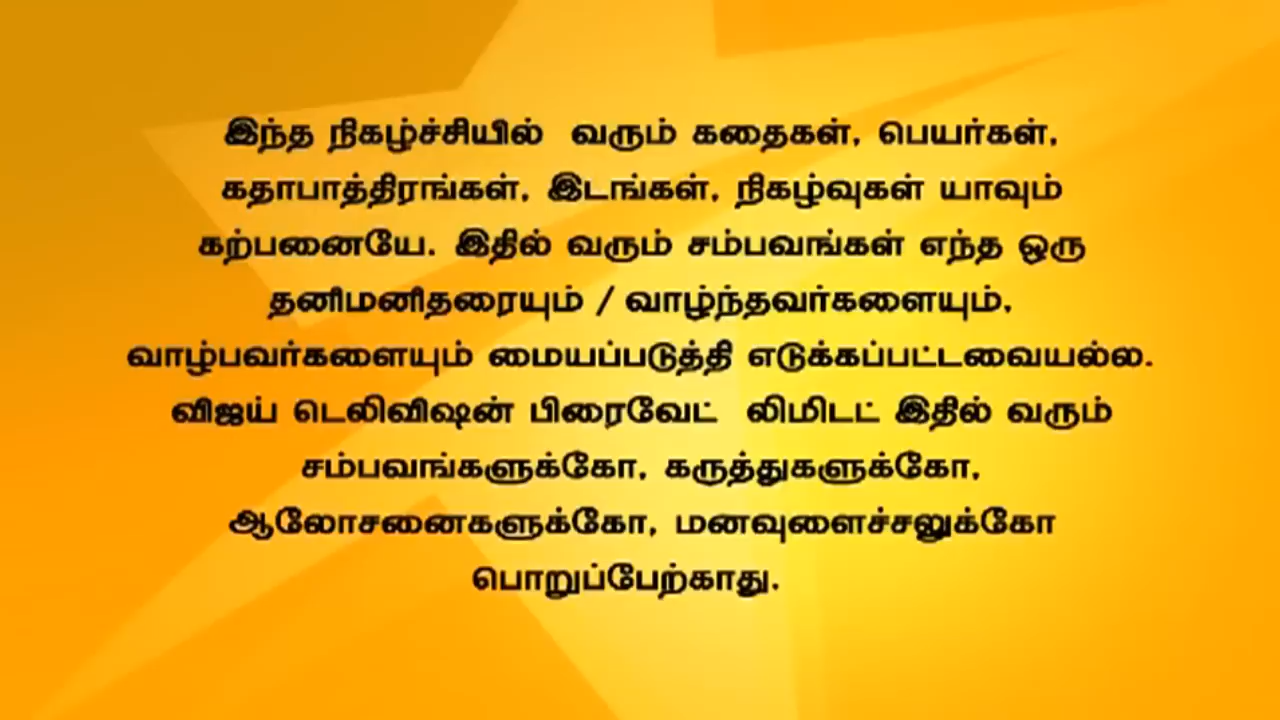 இந்த நிகழ்ச்சியில் வரும் கதைகள், பெயர்கள்,
கதாபாத்திரங்கள், இடங்கள், நிகழ்வுகள் யாவும்
கற்பனையே. இதில் வரும் சம்பவங்கள் எந்த ஒரு
தனிமனிதரையும் / வாழ்ந்தவர்களையும்,
வாழ்பவர்களையும் மையப்படுத்தி எடுக்கப்பட்டவையல்ல.
விஜய் டெலிவிஷன் பிரைவேட் லிமிடட் இதில் வரும்
சம்பவங்களுக்கோ, கருத்துகளுக்கோ,
ஆலோசனைகளுக்கோ, மனவுளைச்சலுக்கோ
பொறுப்பேற்காது.